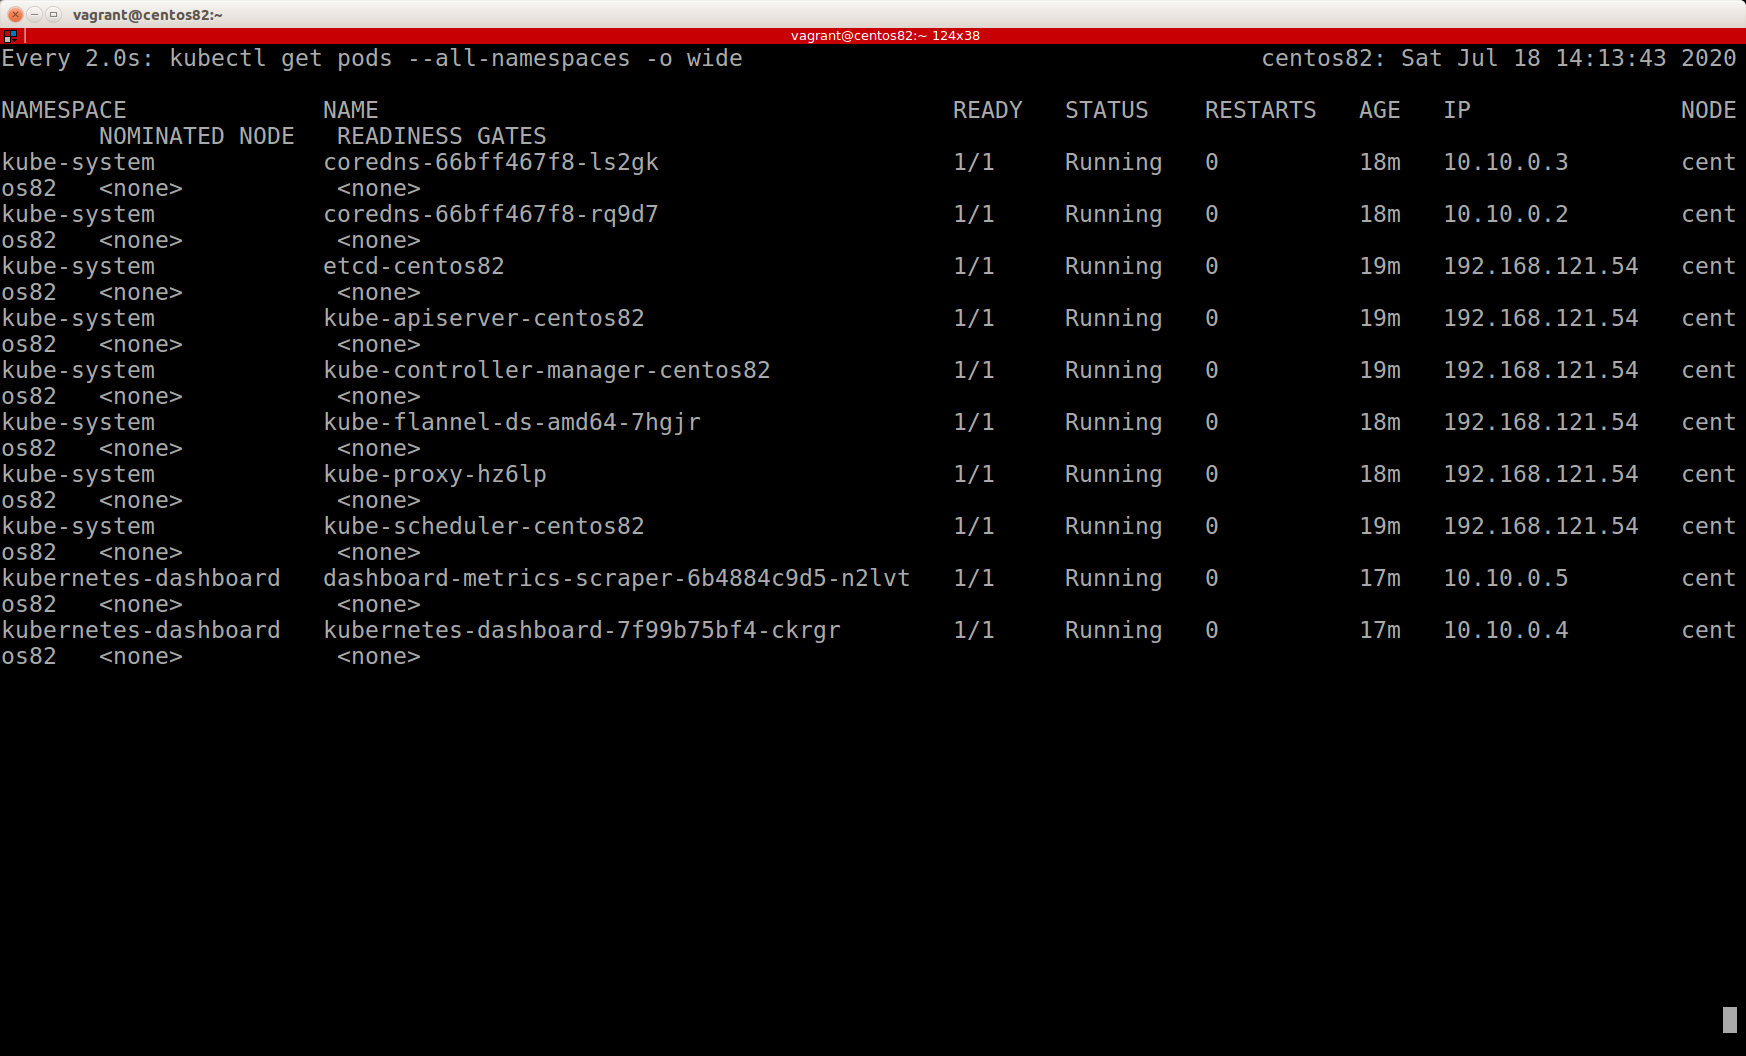 vagrant@centos82:~
vagrant@centos82:~ 124x38
Every 2.0s: kubectl get pods --all-namespaces -o wide                                     centos82: Sat Jul 18 14:13:43 2020
NAMESPACE              NAME                                         READY   STATUS    RESTARTS   AGE   IP               NODE
       NOMINATED NODE   READINESS GATES
kube-system            coredns-66bff467f8-ls2gk                     1/1     Running   0          18m   10.10.0.3        cent
os82   <none>           <none>
kube-system            coredns-66bff467f8-rq9d7                     1/1     Running   0          18m   10.10.0.2        cent
os82   <none>           <none>
kube-system            etcd-centos82                                1/1     Running   0          19m   192.168.121.54   cent
os82   <none>           <none>
kube-system            kube-apiserver-centos82                      1/1     Running   0          19m   192.168.121.54   cent
os82   <none>           <none>
kube-system            kube-controller-manager-centos82             1/1     Running   0          19m   192.168.121.54   cent
os82   <none>           <none>
kube-system            kube-flannel-ds-amd64-7hgjr                  1/1     Running   0          18m   192.168.121.54   cent
os82   <none>           <none>
kube-system            kube-proxy-hz6lp                             1/1     Running   0          18m   192.168.121.54   cent
os82   <none>           <none>
kube-system            kube-scheduler-centos82                      1/1     Running   0          19m   192.168.121.54   cent
os82   <none>           <none>
kubernetes-dashboard   dashboard-metrics-scraper-6b4884c9d5-n2lvt   1/1     Running   0          17m   10.10.0.5        cent
os82   <none>           <none>
kubernetes-dashboard   kubernetes-dashboard-7f99b75bf4-ckrgr        1/1     Running   0          17m   10.10.0.4        cent
os82   <none>           <none>